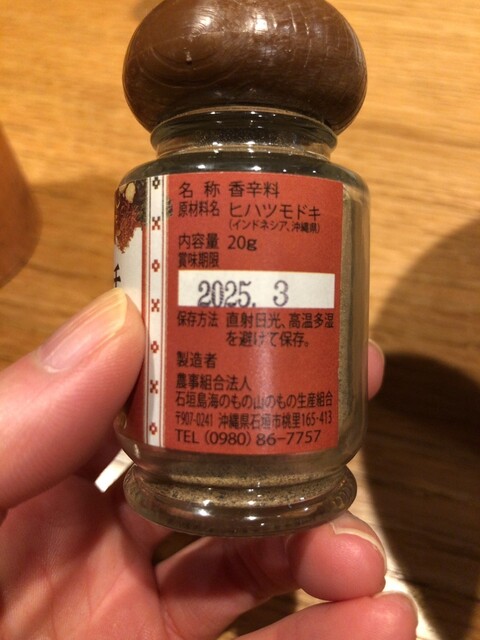 名称 香辛料
原材料名 ヒハツモドキ
(インドネシア、沖縄県)
内容量 20g
賞味期限
2025. 3
保存方法 直射日光、高温多湿
を避けて保存。
製造者
農事組合法人
石垣島海のもの山のもの生産組合
〒907-0241 沖縄県石垣市桃里165-413
TEL (0980) 86-7757
チ